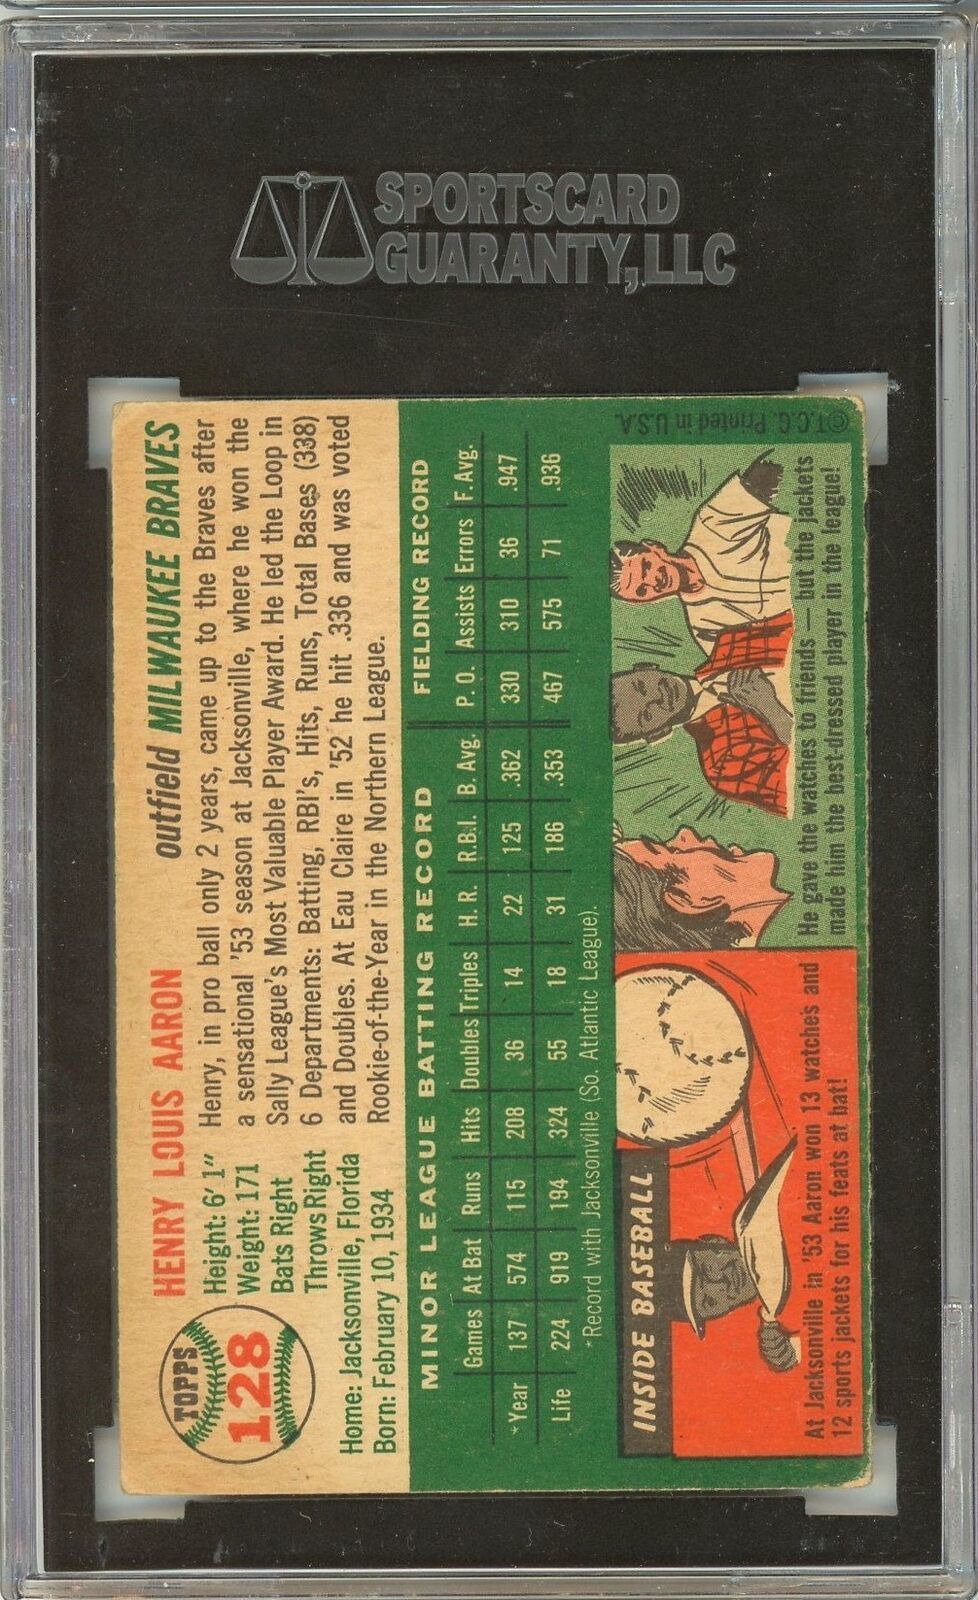 SPORTSCARD
GUARANTY, LLC
TOPPS
128
HENRY LOUIS AARON
outfield MILWAUKEE BRAVES
Height: 6' 1"
Weight: 171
Bats Right
Throws Right
Home: Jacksonville, Florida
Born: February 10, 1934
Henry, in pro ball only 2 years, came up to the Braves after
a sensational '53 season at Jacksonville, where he won the
Sally League's Most Valuable Player Award. He led the Loop in
6 Departments: Batting, RBI's, Hits, Runs, Total Bases (338)
and Doubles. At Eau Claire in '52 he hit .336 and was voted
Rookie-of-the-Year in the Northern League.
MINOR LEAGUE BATTING RECORD FIELDING RECORD
Games At Bat Runs Hits Doubles Triples H. R. R.B.I. B. Avg. P. O. Assists Errors F. Avg.
*Year 137 574 115 208 36 14 22 125 .362 330 310 36 .947
Life 224 919 194 324 55 18 31 186 .353 467 575 71 .936
*Record with Jacksonville (So. Atlantic League).
INSIDE BASEBALL
At Jacksonville in '53 Aaron won 13 watches and
12 sports jackets for his feats at bat!
He gave the watches to friends — but the jackets
made him the best-dressed player in the league!
©T.C.G. Printed in U.S.A.